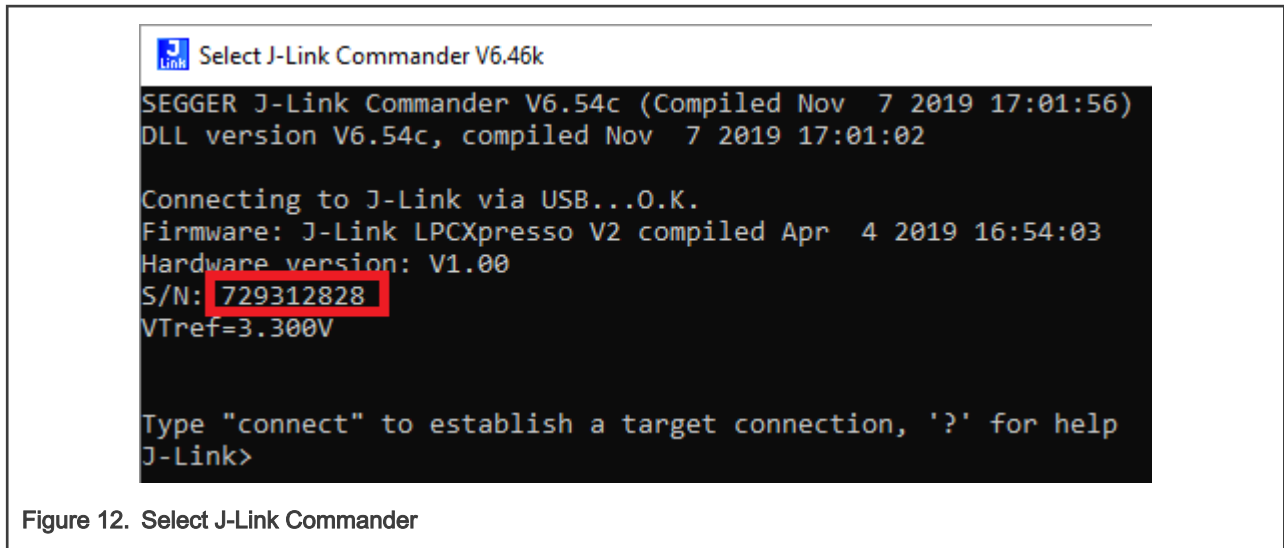 J
Link
Select J-Link Commander V6.46k
SEGGER J-Link Commander V6.54c (Compiled Nov  7 2019 17:01:56)
DLL version V6.54c, compiled Nov  7 2019 17:01:02
Connecting to J-Link via USB...O.K.
Firmware: J-Link LPCXpresso V2 compiled Apr  4 2019 16:54:03
Hardware version: V1.00
S/N: 729312828
VTref=3.300V
Type "connect" to establish a target connection, '?' for help
J-Link>
Figure 12. Select J-Link Commander